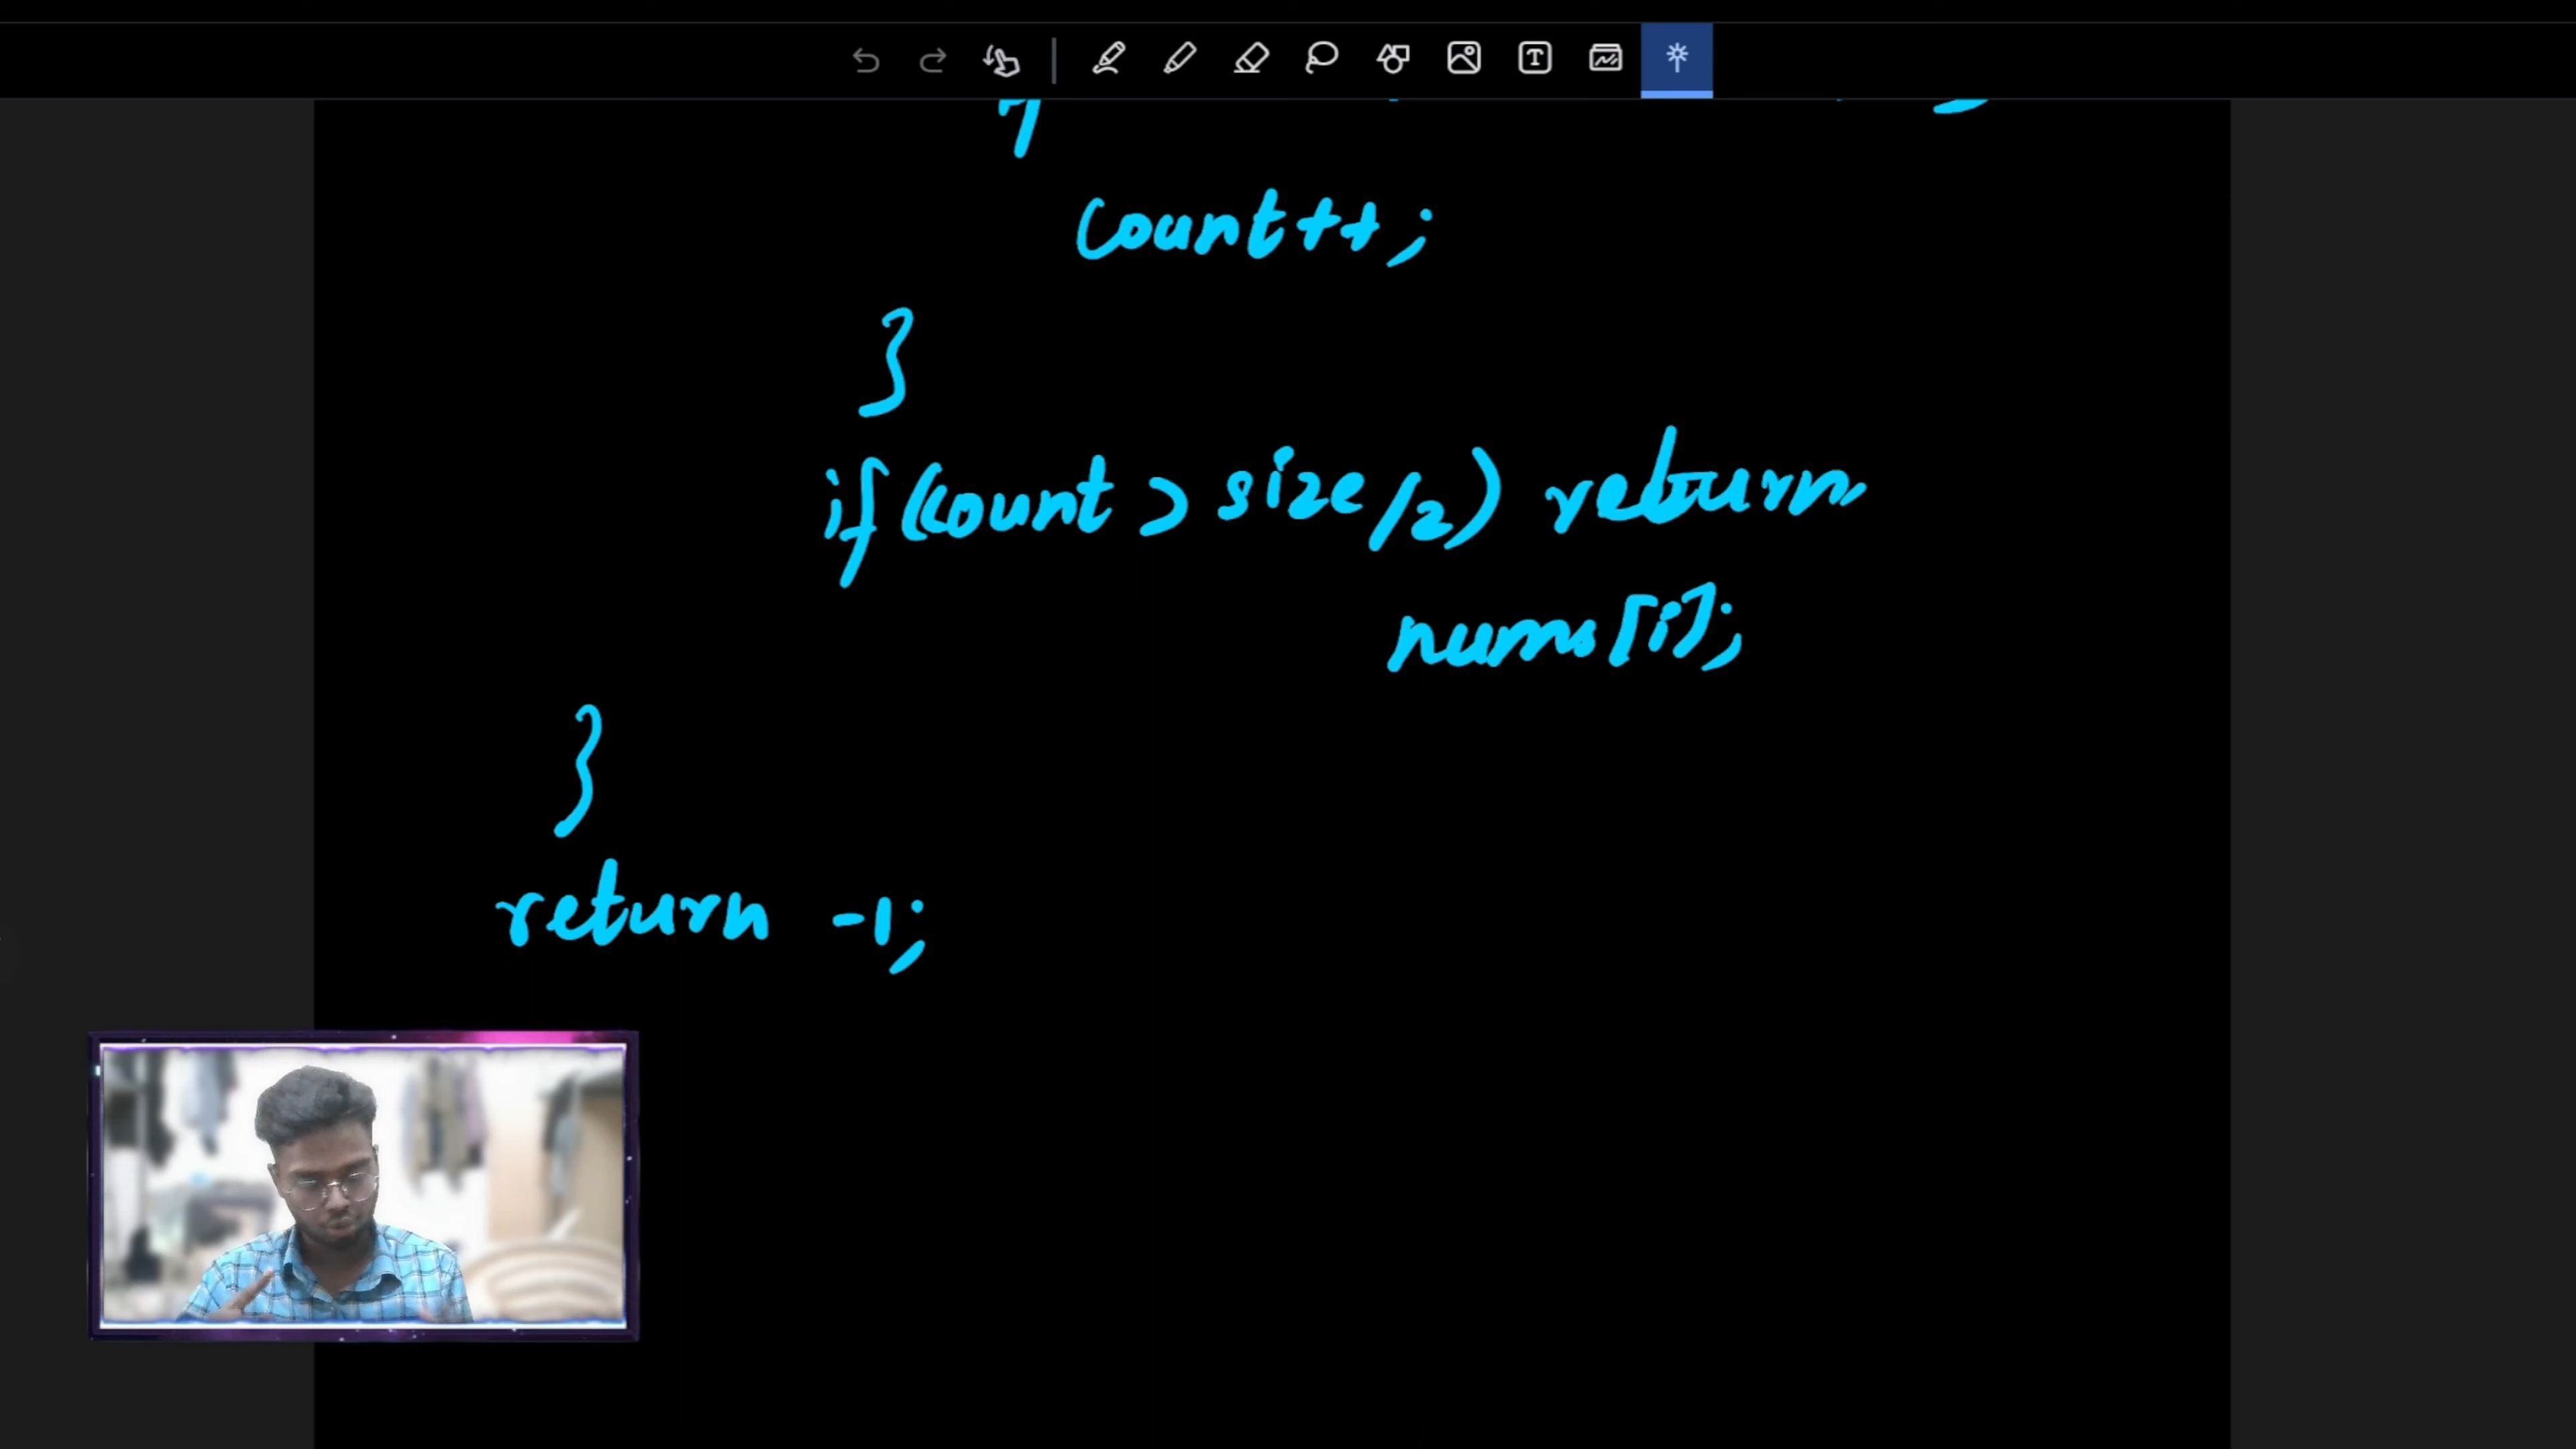 count++;
}
if(count > size/2) return
nums[i];
}
return -1;